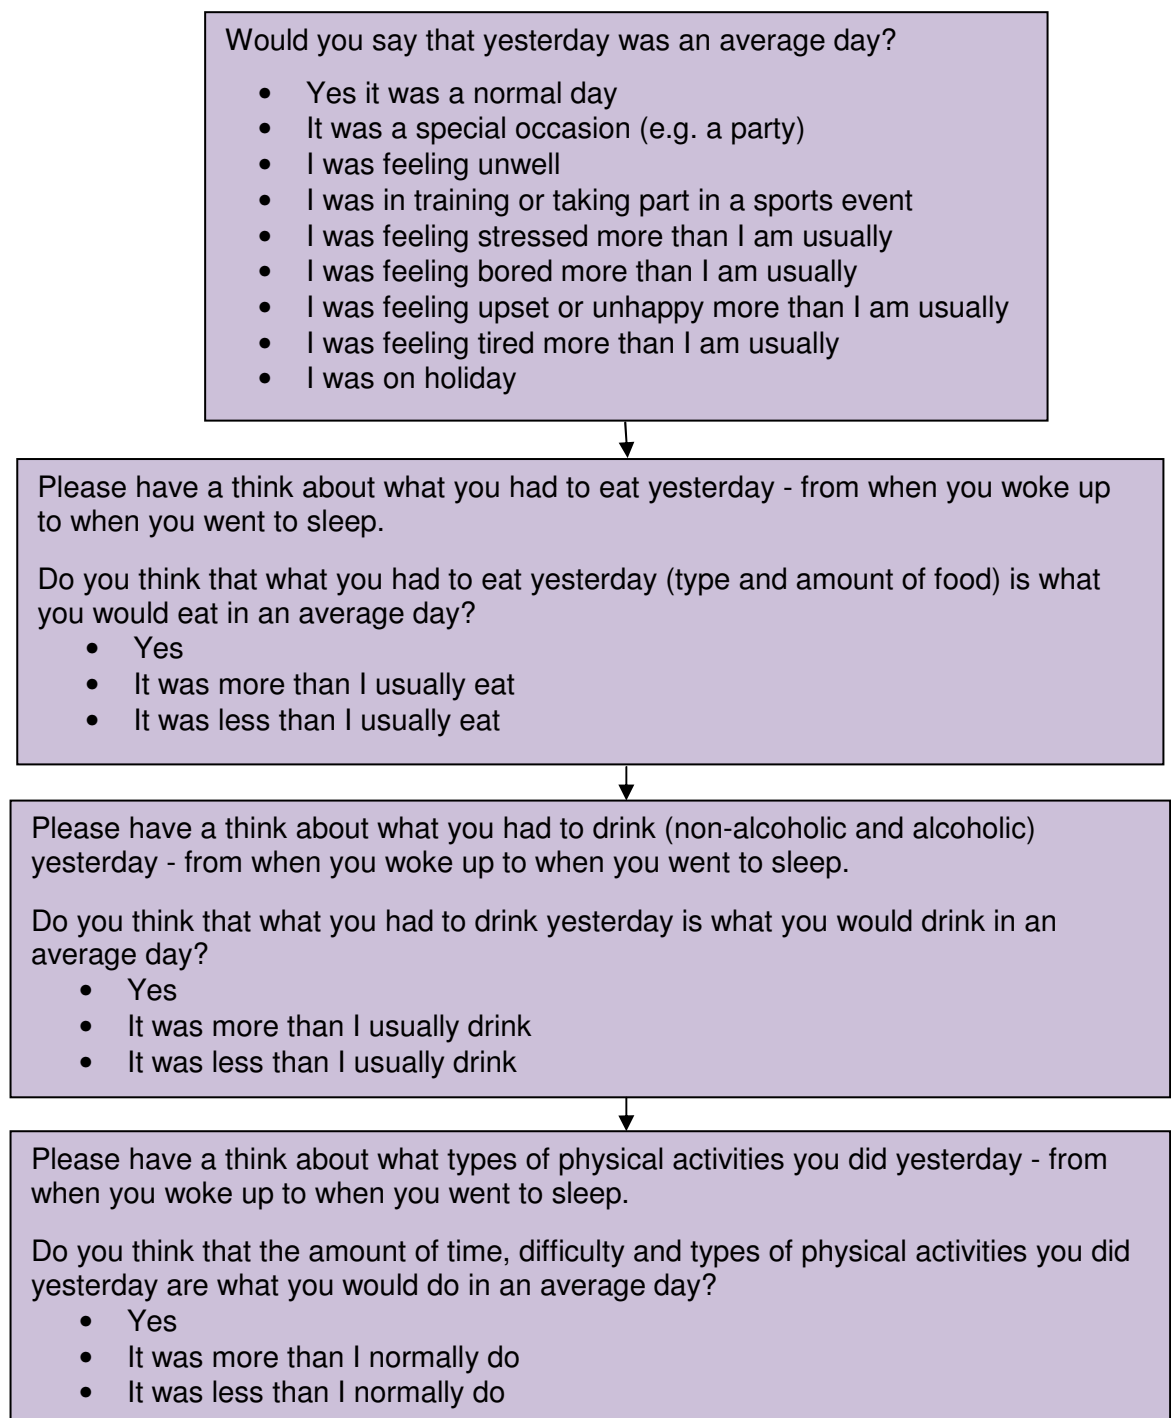 Would you say that yesterday was an average day?
• Yes it was a normal day
• It was a special occasion (e.g. a party)
• I was feeling unwell
• I was in training or taking part in a sports event
• I was feeling stressed more than I am usually
• I was feeling bored more than I am usually
• I was feeling upset or unhappy more than I am usually
• I was feeling tired more than I am usually
• I was on holiday
Please have a think about what you had to eat yesterday - from when you woke up
to when you went to sleep.
Do you think that what you had to eat yesterday (type and amount of food) is what
you would eat in an average day?
• Yes
• It was more than I usually eat
• It was less than I usually eat
Please have a think about what you had to drink (non-alcoholic and alcoholic)
yesterday - from when you woke up to when you went to sleep.
Do you think that what you had to drink yesterday is what you would drink in an
average day?
• Yes
• It was more than I usually drink
• It was less than I usually drink
Please have a think about what types of physical activities you did yesterday - from
when you woke up to when you went to sleep.
Do you think that the amount of time, difficulty and types of physical activities you did
yesterday are what you would do in an average day?
• Yes
• It was more than I normally do
• It was less than I normally do